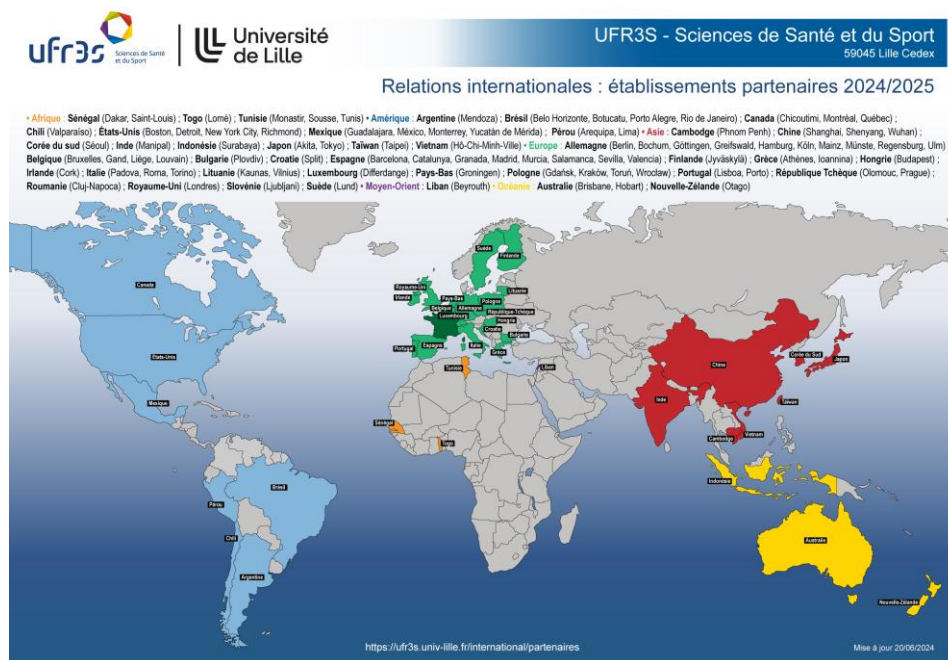 ufr3s
Sciences de Santé
et du Sport
Université
de Lille
UFR3S - Sciences de Santé et du Sport
59045 Lille Cedex
Relations internationales : établissements partenaires 2024/2025
• Afrique : Sénégal (Dakar, Saint-Louis) ; Togo (Lomé) ; Tunisie (Monastir, Sousse, Tunis) • Amérique : Argentine (Mendoza) ; Brésil (Belo Horizonte, Botucatu, Porto Alegre, Rio de Janeiro) ; Canada (Chicoutimi, Montréal, Québec) ;
Chili (Valparaíso) ; États-Unis (Boston, Detroit, New York City, Richmond) ; Mexique (Guadalajara, México, Monterrey, Yucatán de Mérida) ; Pérou (Arequipa, Lima) • Asie : Cambodge (Phnom Penh) ; Chine (Shanghai, Shenyang, Wuhan) ;
Corée du sud (Séoul) ; Inde (Manipal) ; Indonésie (Surabaya) ; Japon (Akita, Tokyo) ; Taïwan (Taipei) ; Vietnam (Hô-Chi-Minh-Ville) • Europe : Allemagne (Berlin, Bochum, Göttingen, Greifswald, Hamburg, Köln, Mainz, Münste, Regensburg, Ulm)
Belgique (Bruxelles, Gand, Liège, Louvain) ; Bulgarie (Plovdiv) ; Croatie (Split) ; Espagne (Barcelona, Catalunya, Granada, Madrid, Murcia, Salamanca, Sevilla, Valencia) ; Finlande (Jyväskylä) ; Grèce (Athènes, Ioannina) ; Hongrie (Budapest) ;
Irlande (Cork) ; Italie (Padova, Roma, Torino) ; Lituanie (Kaunas, Vilnius) ; Luxembourg (Differdange) ; Pays-Bas (Groningen) ; Pologne (Gdańsk, Kraków, Toruń, Wrocław) ; Portugal (Lisboa, Porto) ; République Tchèque (Olomouc, Prague) ;
Roumanie (Cluj-Napoca) ; Royaume-Uni (Londres) ; Slovénie (Ljubljani) ; Suède (Lund) • Moyen-Orient : Liban (Beyrouth) • Océanie : Australie (Brisbane, Hobart) ; Nouvelle-Zélande (Otago)
Suède
Finlande
Canada
Royaume-Uni
Irlande
Lituanie
Pays-Bas
Pologne
Belgique
Allemagne
République-Tchèque
Luxembourg
Hongrie
Croatie
Bulgarie
Portugal
Espagne
Italie
Grèce
États-Unis
Tunisie
Liban
Chine
Corée du Sud
Japon
Mexique
Inde
Taïwan
Sénégal
Togo
Cambodge
Vietnam
Indonésie
Brésil
Pérou
Chili
Argentine
Australie
Nouvelle-Zélande
https://ufr3s.univ-lille.fr/international/partenaires
Mise à jour 20/06/2024